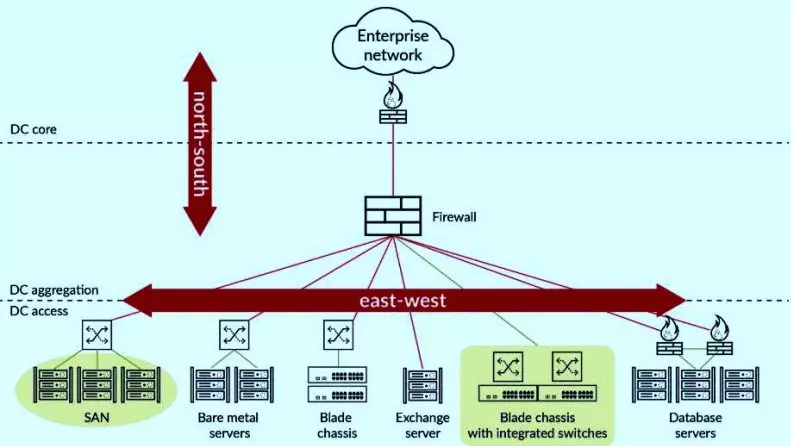 Enterprise
network
north-south
DC core
Firewall
DC aggregation
east-west
DC access
SAN
Bare metal
servers
Blade
chassis
Exchange
server
Blade chassis
with integrated switches
Database
servers